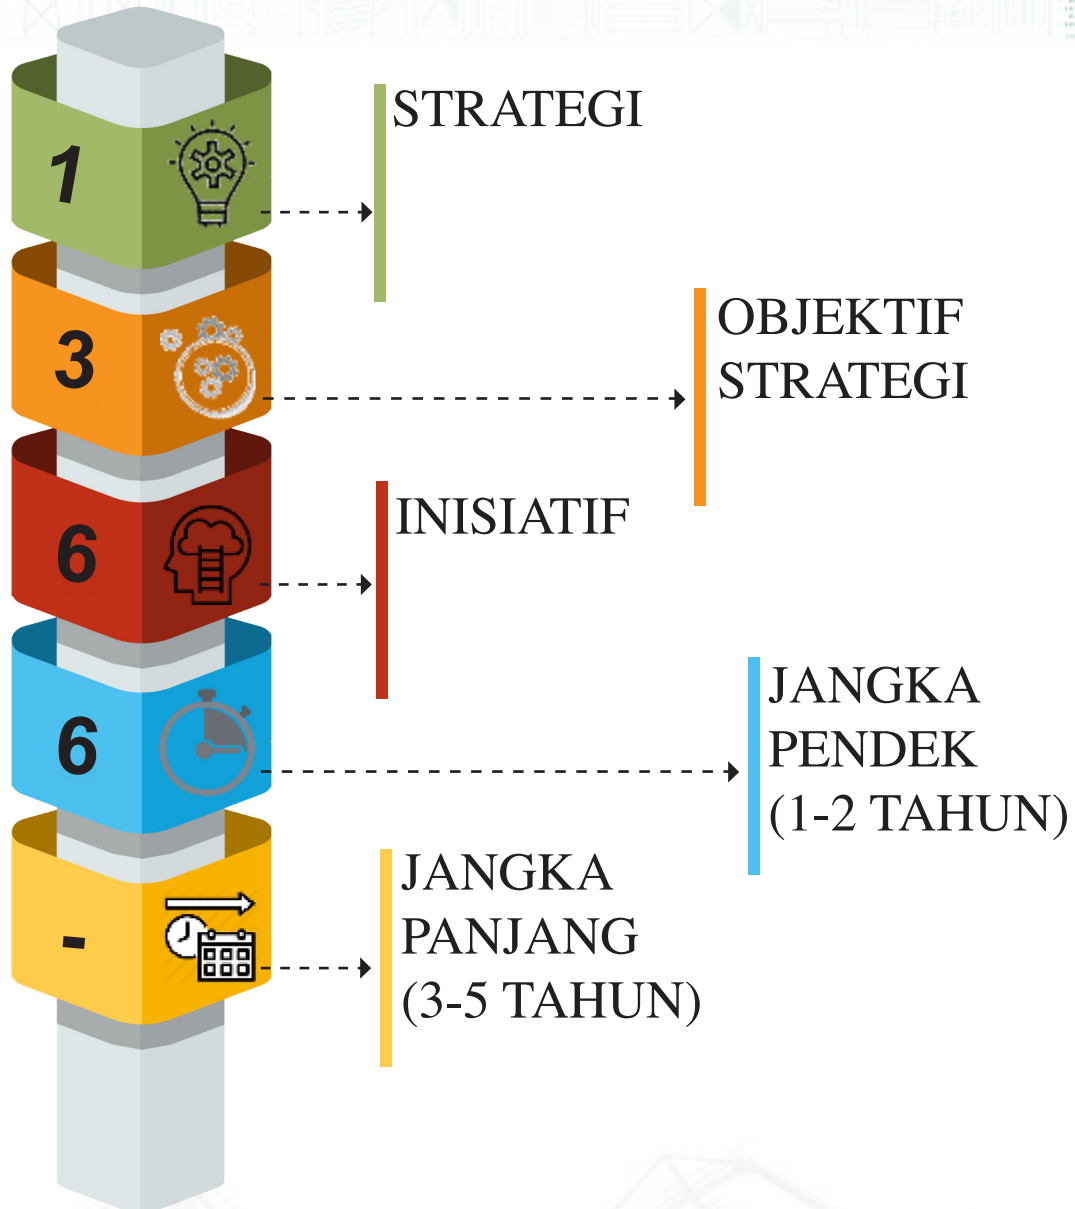 1
STRATEGI
3
OBJEKTIF
STRATEGI
6
INISIATIF
6
JANGKA
PENDEK
(1-2 TAHUN)
-
JANGKA
PANJANG
(3-5 TAHUN)